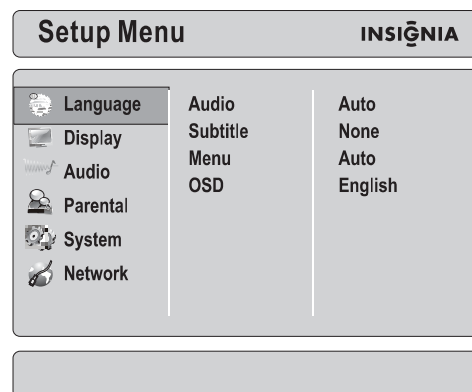 Setup Menu
INSIGNIA
Language
Display
Audio
Parental
System
Network
Audio Auto
Subtitle None
Menu Auto
OSD English